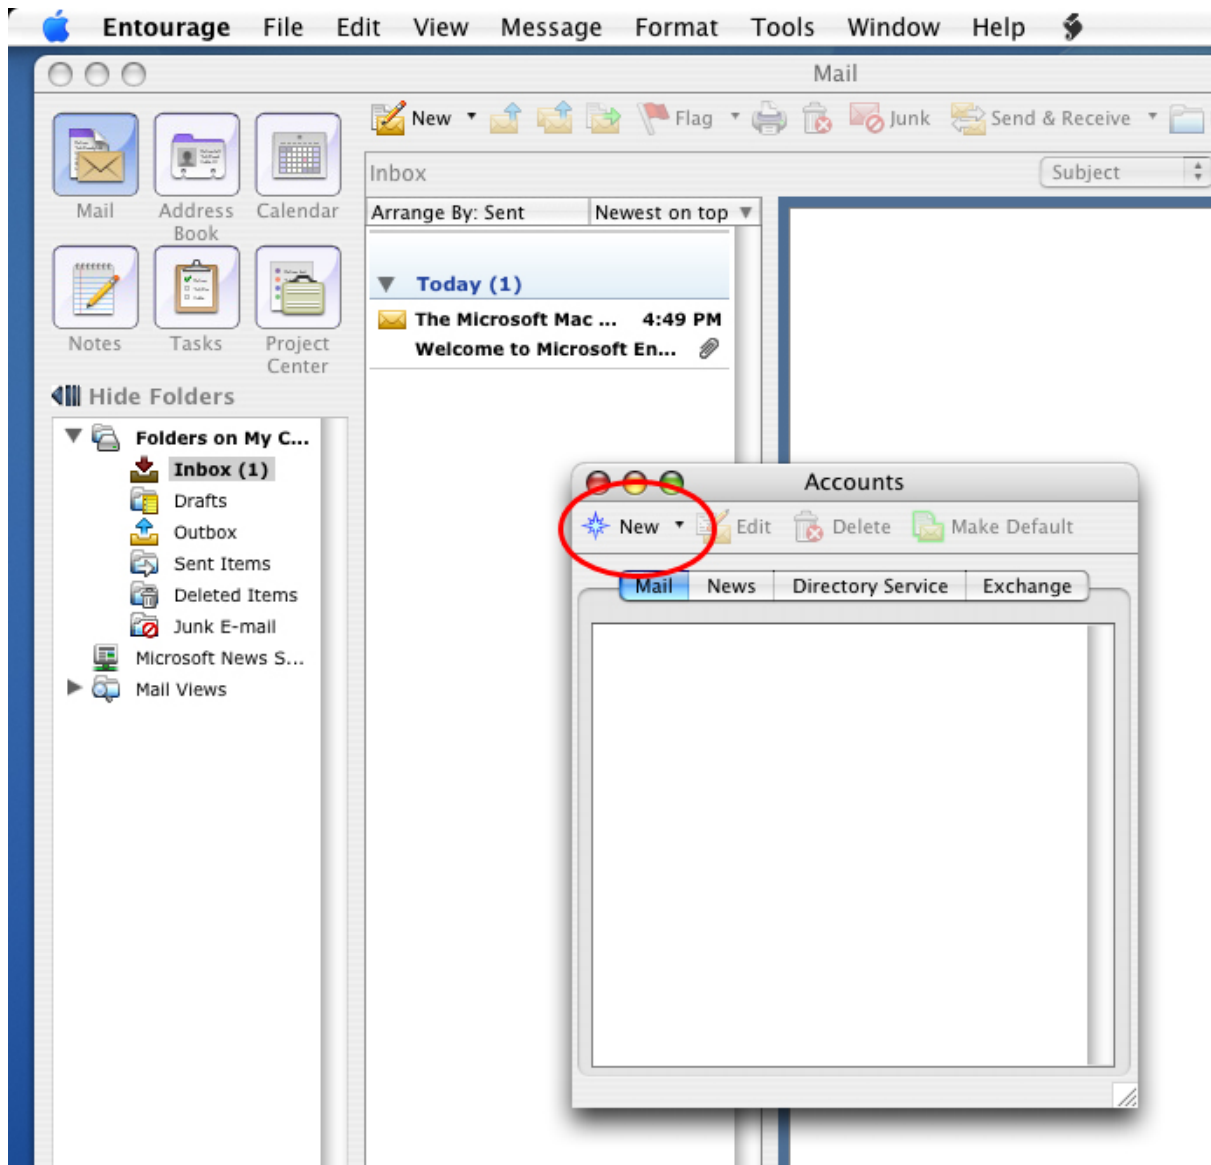 Entourage File Edit View Message Format Tools Window Help
Mail
New Flag Junk Send & Receive
Inbox Subject
Mail Address Book Calendar
Notes Tasks Project Center
Hide Folders
Folders on My C...
Inbox (1)
Drafts
Outbox
Sent Items
Deleted Items
Junk E-mail
Microsoft News S...
Mail Views
Arrange By: Sent Newest on top
Today (1)
The Microsoft Mac ... 4:49 PM
Welcome to Microsoft En...
Accounts
New Edit Delete Make Default
Mail News Directory Service Exchange